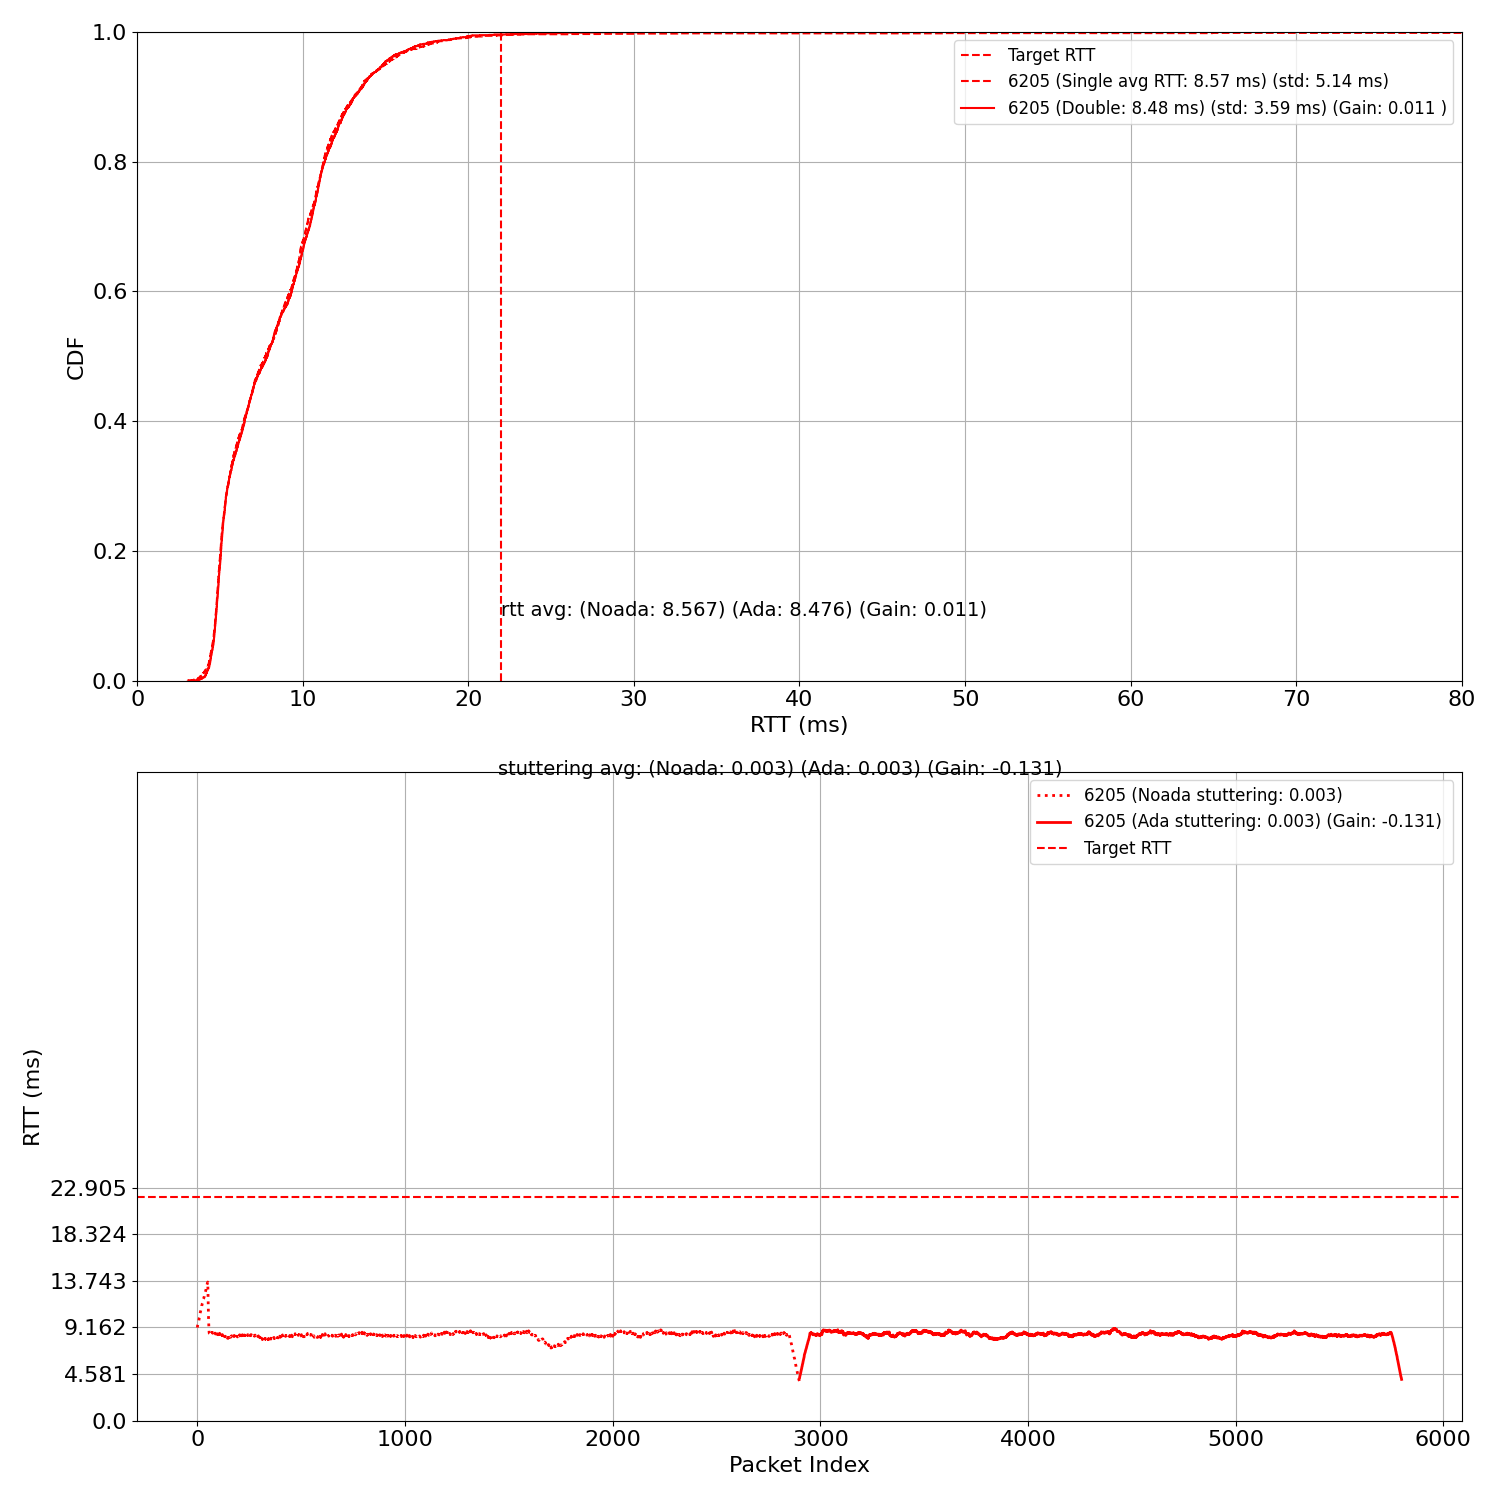 1.0
0.8
0.6
0.4
0.2
0.0
CDF
Target RTT
6205 (Single avg RTT: 8.57 ms) (std: 5.14 ms)
6205 (Double: 8.48 ms) (std: 3.59 ms) (Gain: 0.011 )
rtt avg: (Noada: 8.567) (Ada: 8.476) (Gain: 0.011)
0 10 20 30 40 50 60 70 80
RTT (ms)
stuttering avg: (Noada: 0.003) (Ada: 0.003) (Gain: -0.131)
6205 (Noada stuttering: 0.003)
6205 (Ada stuttering: 0.003) (Gain: -0.131)
Target RTT
RTT (ms)
22.905
18.324
13.743
9.162
4.581
0.0
0 1000 2000 3000 4000 5000 6000
Packet Index